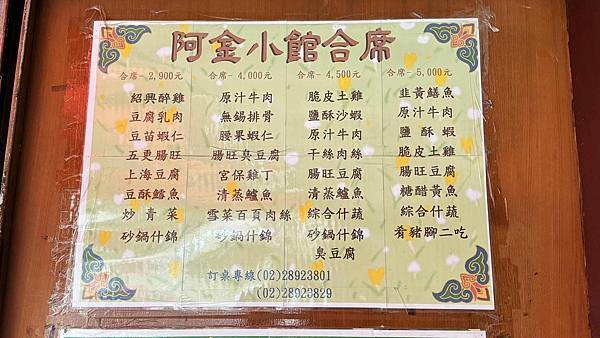 阿金小館合席
合席-2,900元
紹興醉雞
豆腐乳肉
豆苗蝦仁
五更腸旺
上海豆腐
豆酥鱈魚
炒青菜
砂鍋什錦
合席-4,000元
原汁牛肉
無錫排骨
腰果蝦仁
腸旺臭豆腐
宮保雞丁
清蒸鱸魚
雪菜百頁肉絲
砂鍋什錦
合席-4,500元
脆皮土雞
鹽酥沙蝦
原汁牛肉
干絲肉絲
腸旺豆腐
清蒸鱸魚
綜合什蔬
砂鍋什錦
臭豆腐
合席-5,000元
韭黃鱔魚
原汁牛肉
鹽酥蝦
脆皮土雞
腸旺豆腐
糖醋黃魚
綜合什蔬
肴豬腳二吃
訂桌專線(02)28923801
(02)28923829